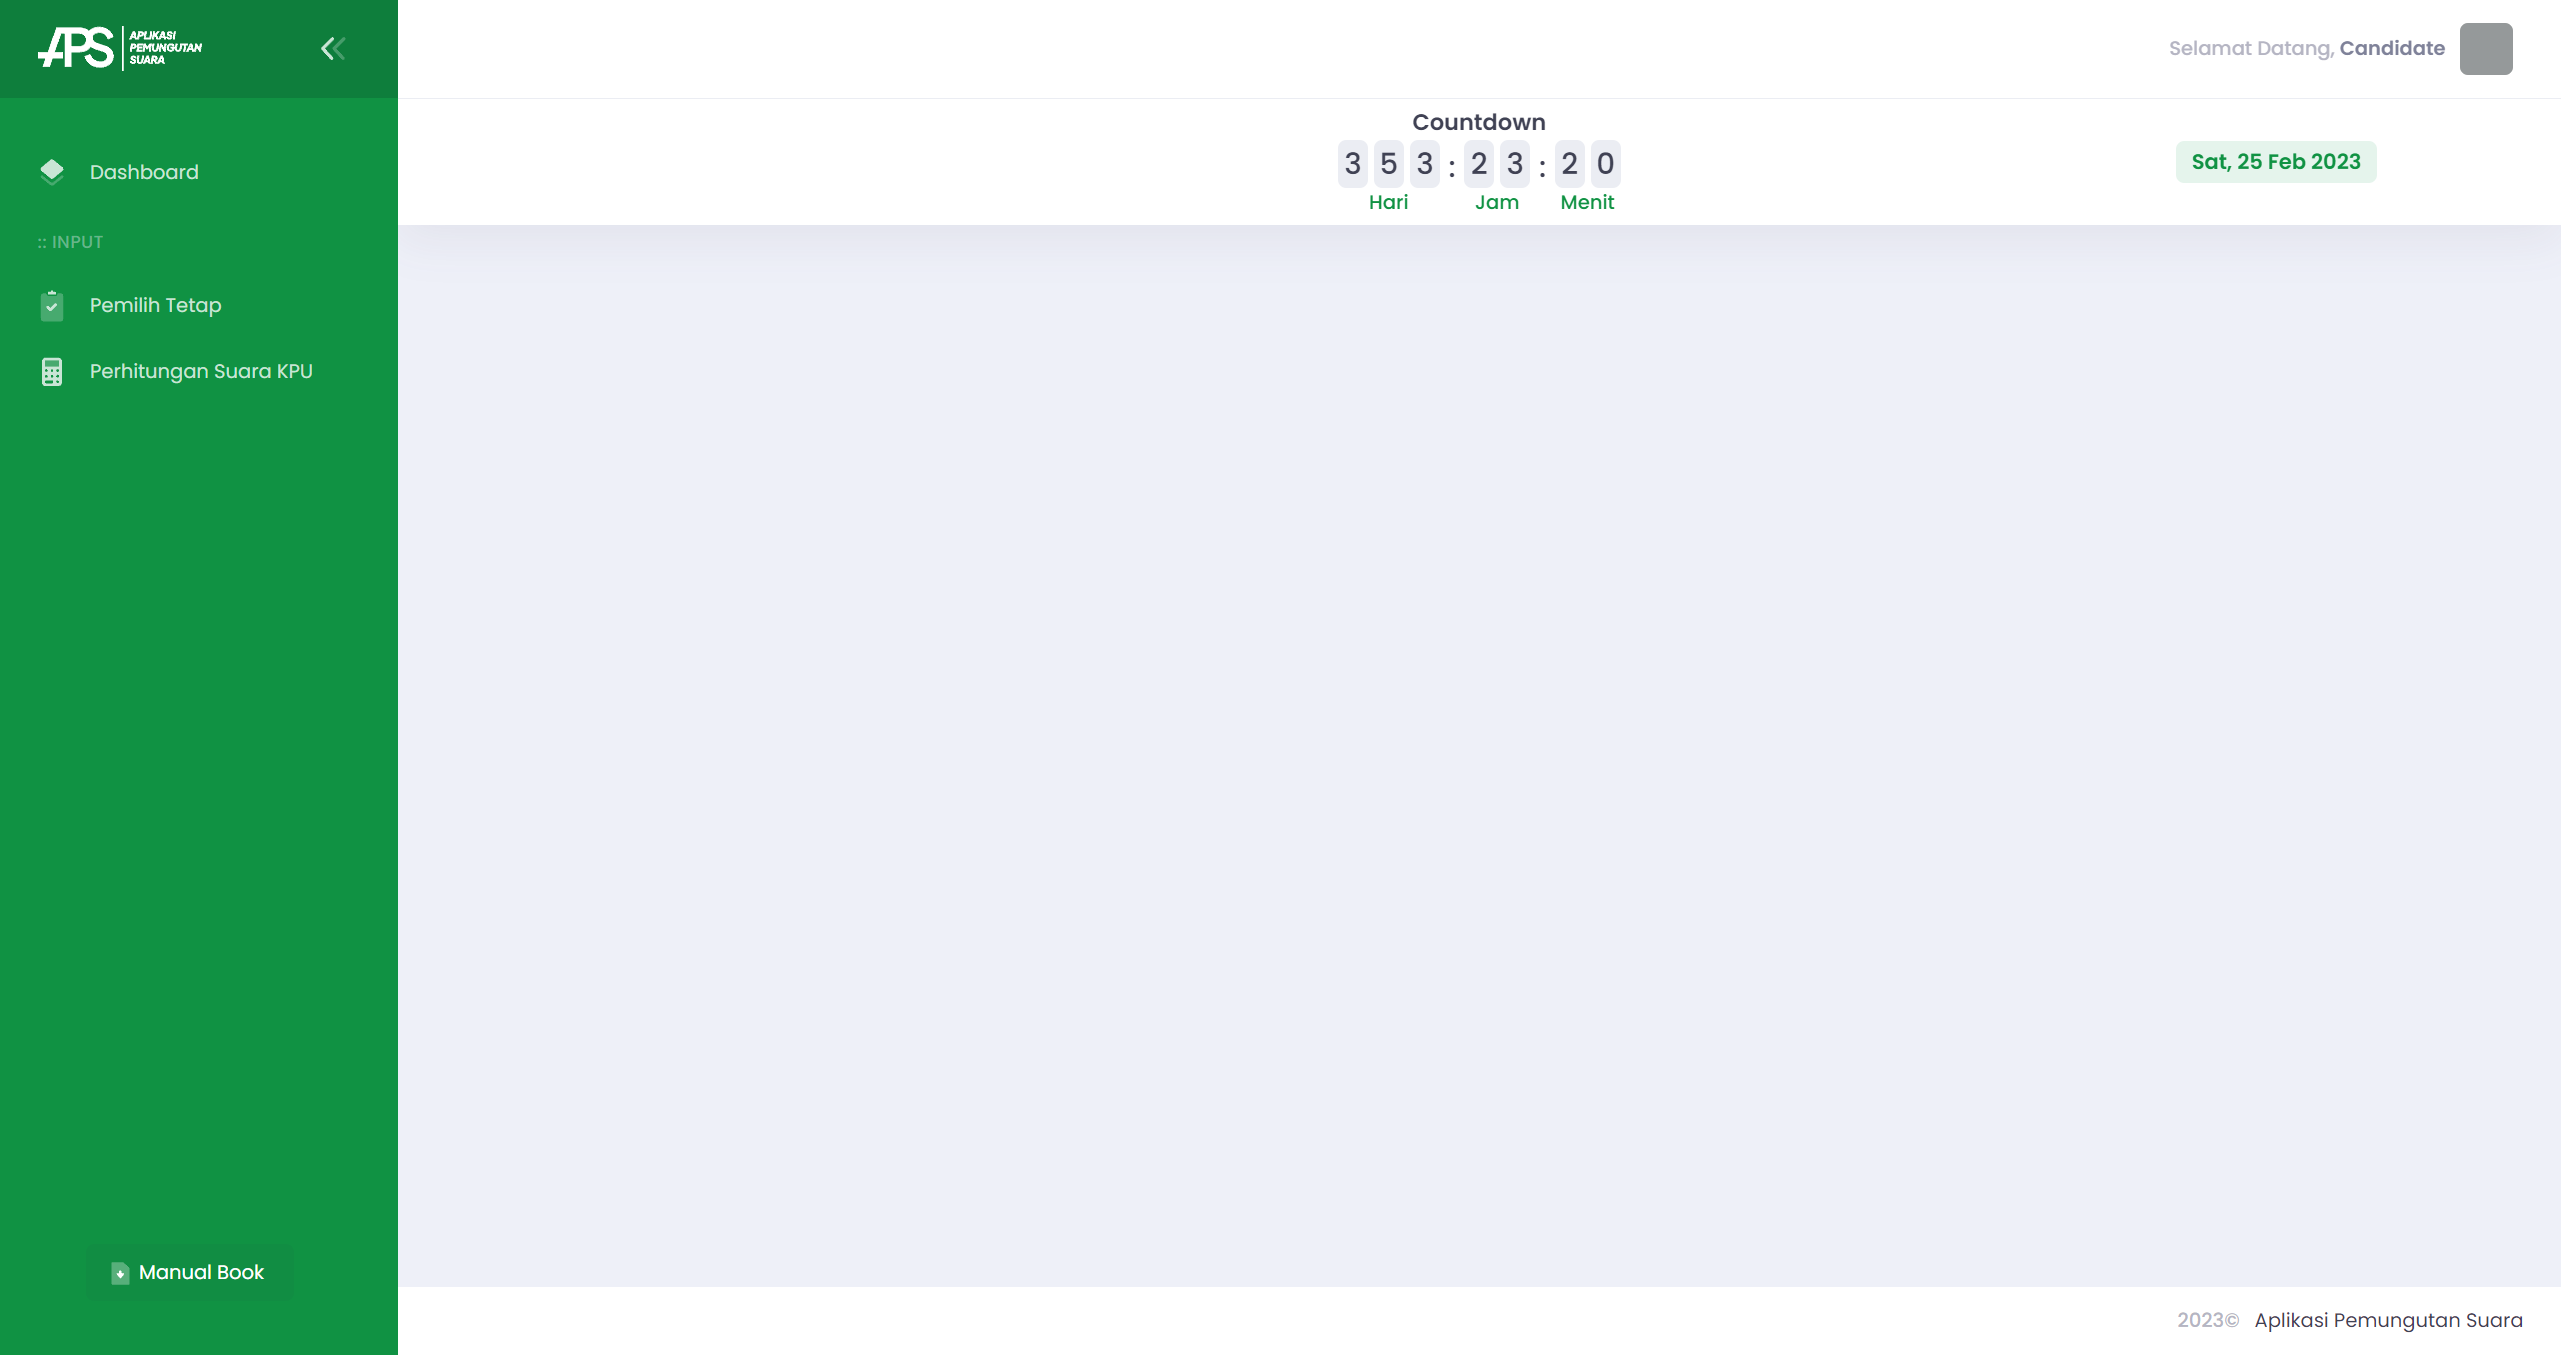 APS
APLIKASI
PEMUNGUTAN
SUARA
Selamat Datang, Candidate
Countdown
3 5 3 : 2 3 : 2 0
Hari Jam Menit
Sat, 25 Feb 2023
Dashboard
:: INPUT
Pemilih Tetap
Perhitungan Suara KPU
Manual Book
2023© Aplikasi Pemungutan Suara